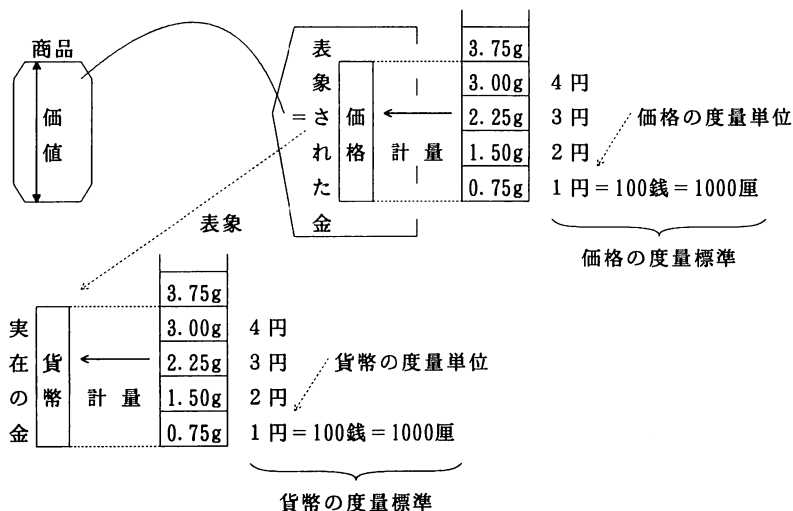 商品
価値
表象された金
=
価格
計量
3.75g
3.00g 4円
2.25g 3円
1.50g 2円
0.75g 1円=100銭=1000厘
価格の度量単位
価格の度量標準
表象
実在の金
貨幣
計量
3.75g
3.00g 4円
2.25g 3円
1.50g 2円
0.75g 1円=100銭=1000厘
貨幣の度量単位
貨幣の度量標準